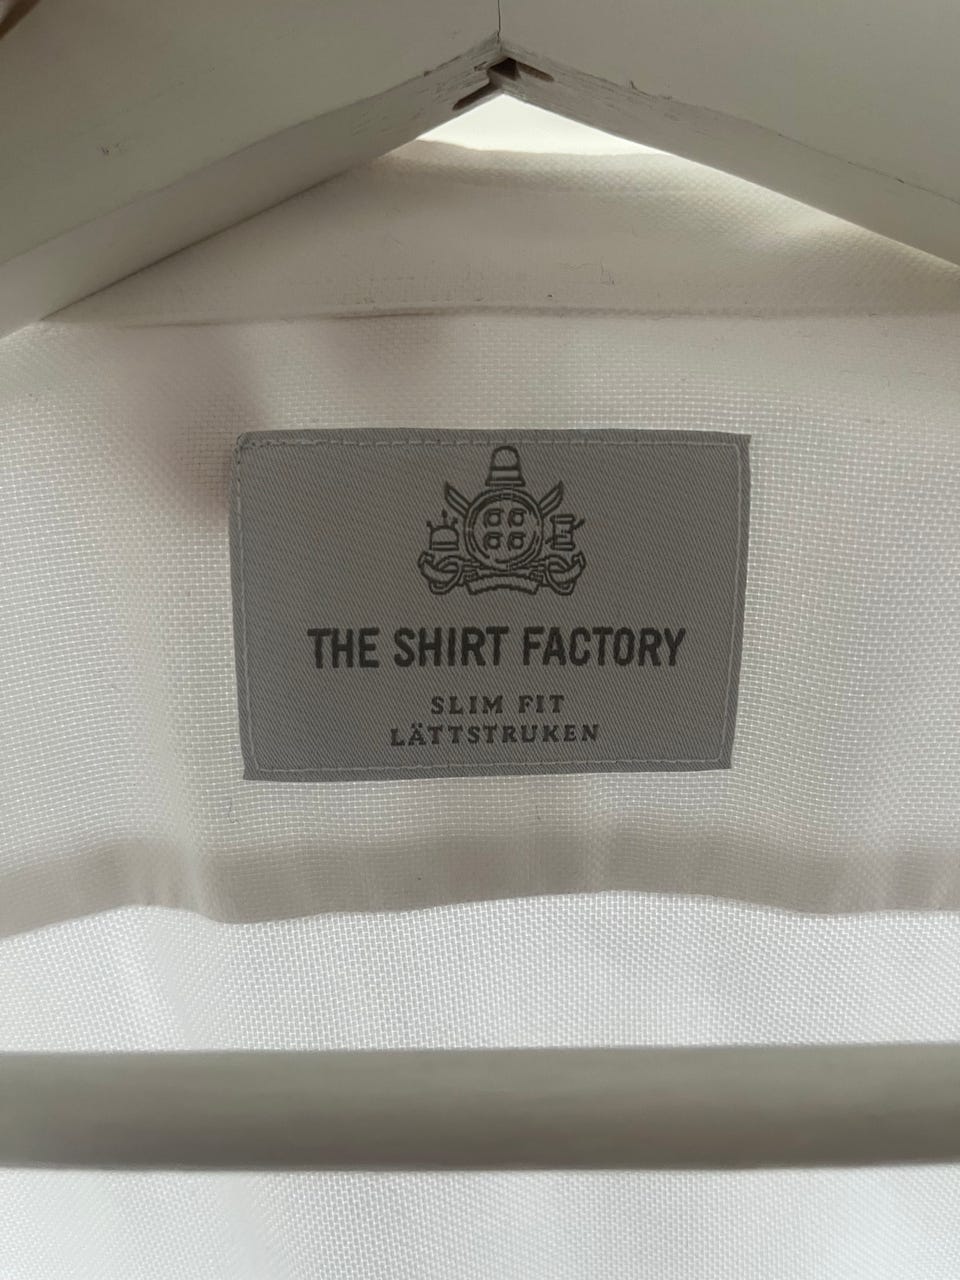 THE SHIRT FACTORY
SLIM FIT
LÄTTSTRUKEN